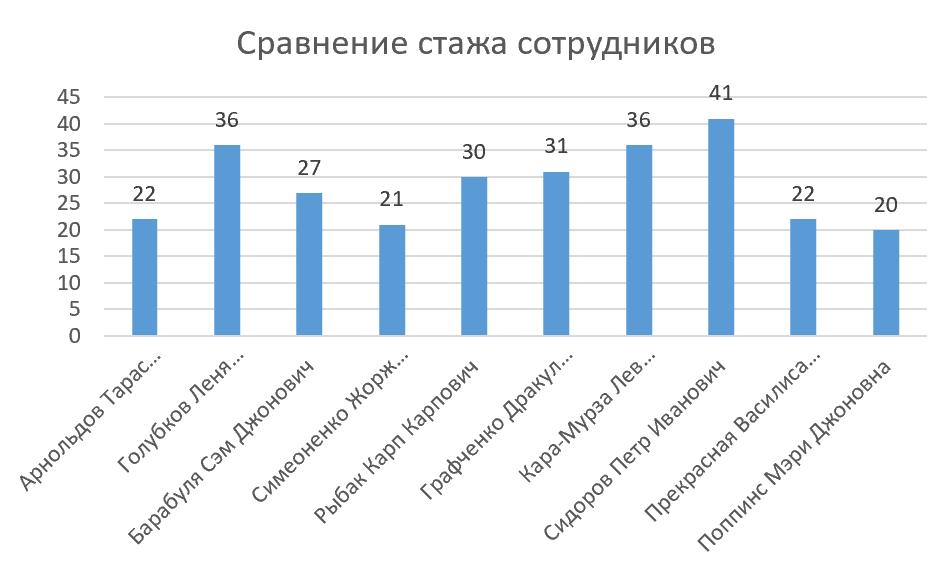 Сравнение стажа сотрудников
45
40
35
30
25
20
15
10
5
0
22
36
27
21
30
31
36
41
22
20
Арнольдов Тарас...
Голубков Леня...
Барабуля Сэм Джонович
Симеоненко Жорж...
Рыбак Карп Карпович
Графченко Дракул...
Кара-Мурза Лев...
Сидоров Петр Иванович
Прекрасная Василиса...
Поппинс Мэри Джоновна